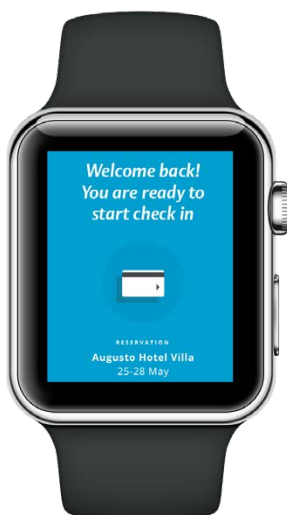 Welcome back!
You are ready to
start check in
RESERVATION
Augusto Hotel Villa
25-28 May